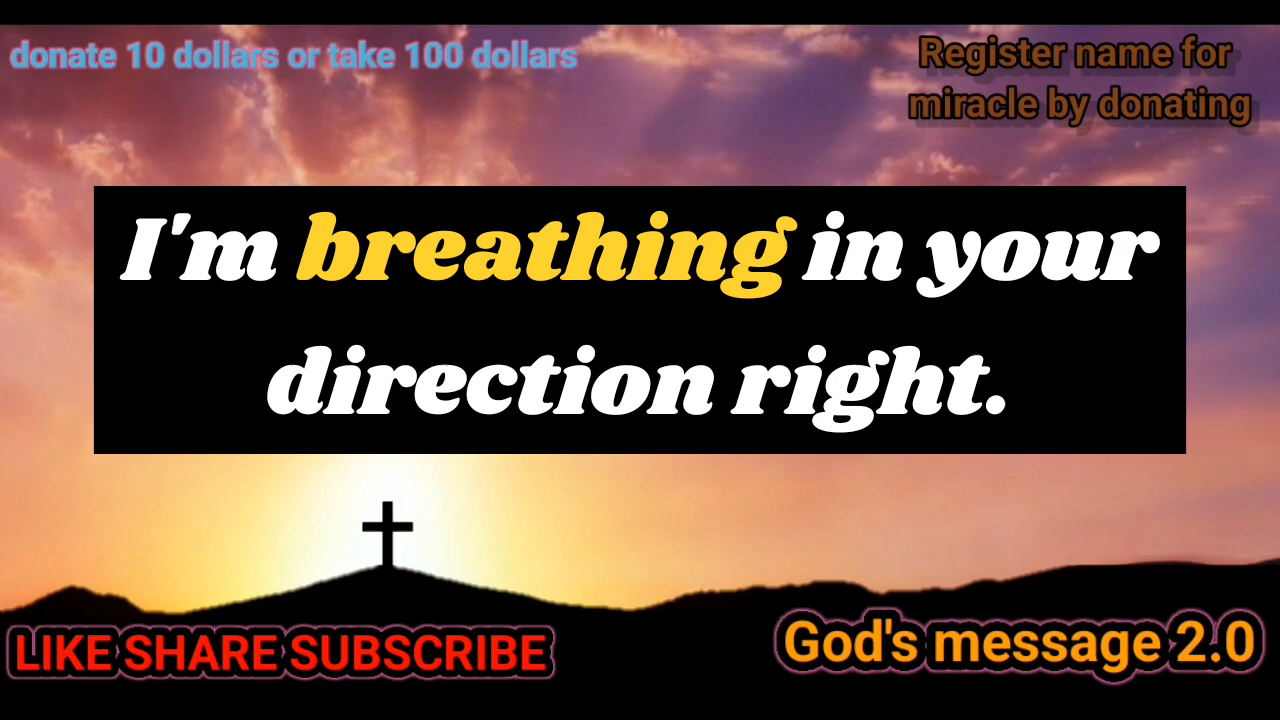 donate 10 dollars or take 100 dollars
Register name for
miracle by donating
I'm breathing in your
direction right.
LIKE SHARE SUBSCRIBE
God's message 2.0